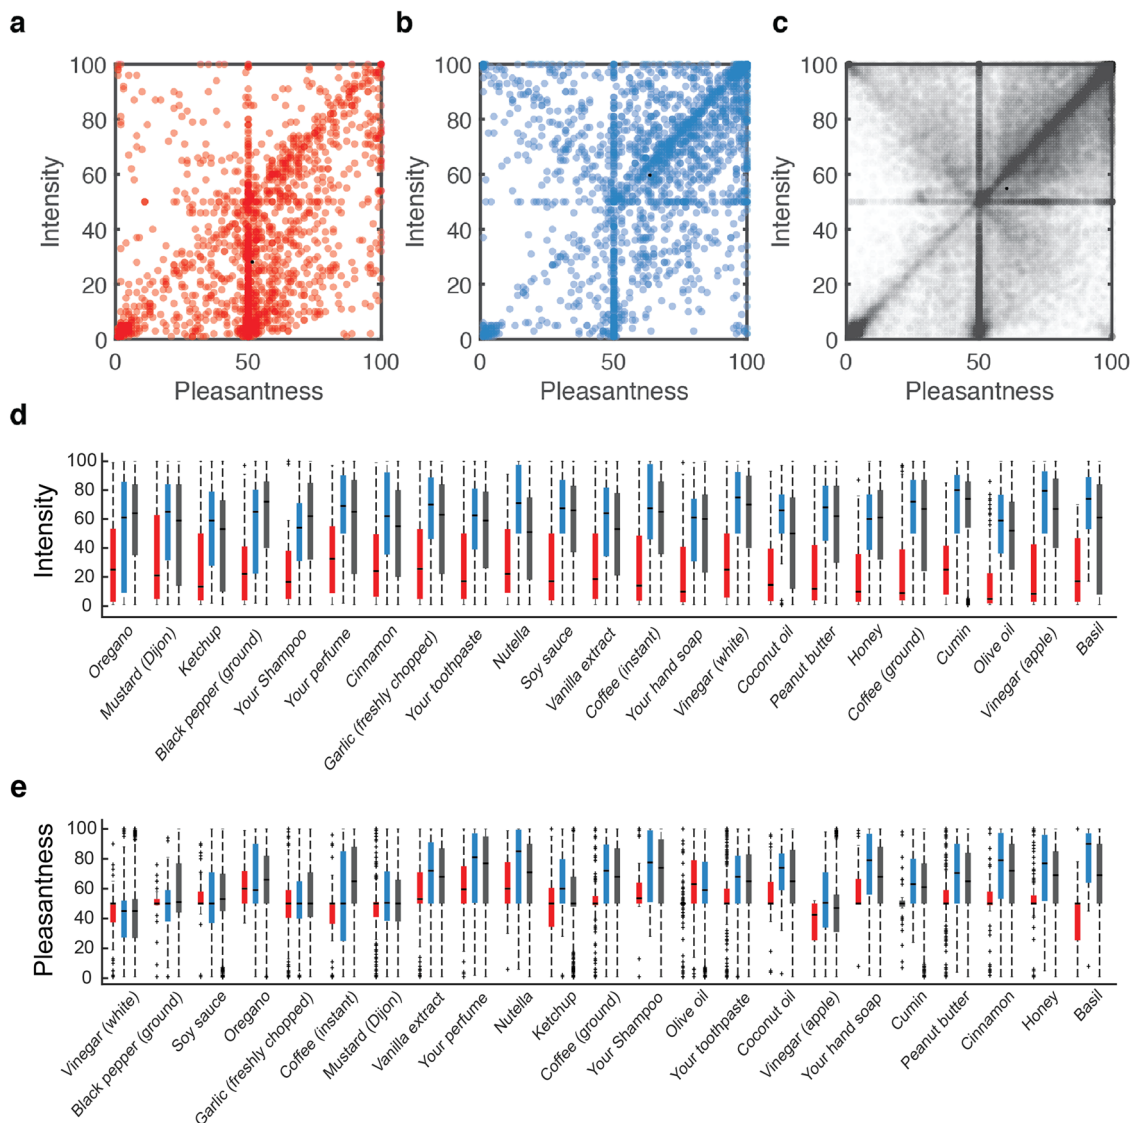 a
b
c
100
80
60
40
20
0
0
50
100
Intensity
Pleasantness
100
80
60
40
20
0
0
50
100
Intensity
Pleasantness
100
80
60
40
20
0
0
50
100
Intensity
Pleasantness
d
Intensity
100
80
60
40
20
0
Oregano
Mustard (Dijon)
Ketchup
Black pepper (ground)
Your Shampoo
Your perfume
Cinnamon
Garlic (freshly chopped)
Your toothpaste
Nutella
Soy sauce
Vanilla extract
Coffee (instant)
Your hand soap
Vinegar (white)
Coconut oil
Peanut butter
Honey
Coffee (ground)
Cumin
Olive oil
Vinegar (apple)
Basil
e
Pleasantness
100
80
60
40
20
0
Vinegar (white)
Black pepper (ground)
Soy sauce
Oregano
Garlic (freshly chopped)
Coffee (instant)
Mustard (Dijon)
Vanilla extract
Your perfume
Nutella
Ketchup
Coffee (ground)
Your Shampoo
Olive oil
Your toothpaste
Coconut oil
Vinegar (apple)
Your hand soap
Cumin
Peanut butter
Cinnamon
Honey
Basil